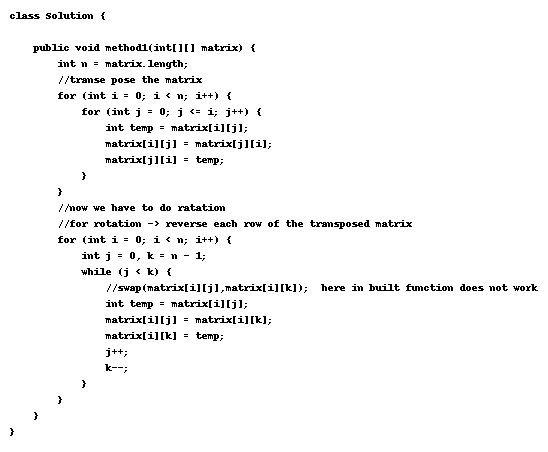 class Solution {
public void method1(int[][] matrix) {
int n = matrix.length;
//transe pose the matrix
for (int i = 0; i < n; i++) {
for (int j = 0; j <= i; j++) {
int temp = matrix[i][j];
matrix[i][j] = matrix[j][i];
matrix[j][i] = temp;
}
}
//now we have to do ratation
//for rotation -> reverse each row of the transposed matrix
for (int i = 0; i < n; i++) {
int j = 0, k = n - 1;
while (j < k) {
//swap(matrix[i][j],matrix[i][k]);  here in built function does not work
int temp = matrix[i][j];
matrix[i][j] = matrix[i][k];
matrix[i][k] = temp;
j++;
k--;
}
}
}
}